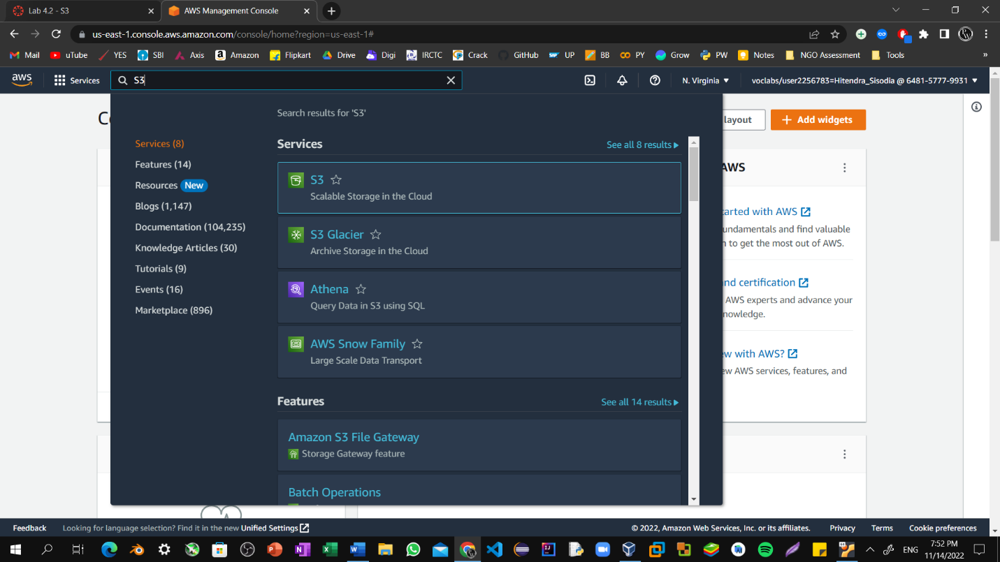 Lab 4.2 - S3
AWS Management Console
us-east-1.console.aws.amazon.com/console/home?region=us-east-1#
Mail
uTube
YES
SBI
Axis
Amazon
Flipkart
Drive
Digi
IRCTC
Crack
GitHub
UP
BB
PY
Grow
PW
Notes
NGO Assessment
Tools
»
aws
Services
S3
N. Virginia
voclabs/user2256783=Hitendra_Sisodia @ 6481-5777-9931
layout
Add widgets
Search results for 'S3'
Services (8)
Features (14)
Resources New
Blogs (1,147)
Documentation (104,235)
Knowledge Articles (30)
Tutorials (9)
Events (16)
Marketplace (896)
Services
See all 8 results
S3
Scalable Storage in the Cloud
S3 Glacier
Archive Storage in the Cloud
Athena
Query Data in S3 using SQL
AWS Snow Family
Large Scale Data Transport
Features
See all 14 results
Amazon S3 File Gateway
Storage Gateway feature
Batch Operations
AWS
arted with AWS
undamentals and find valuable
n to get the most out of AWS.
nd certification
AWS experts and advance your
nowledge.
ew with AWS?
ew AWS services, features, and
Feedback
Looking for language selection? Find it in the new Unified Settings
© 2022, Amazon Web Services, Inc. or its affiliates.
Privacy
Terms
Cookie preferences
ENG
7:52 PM
11/14/2022